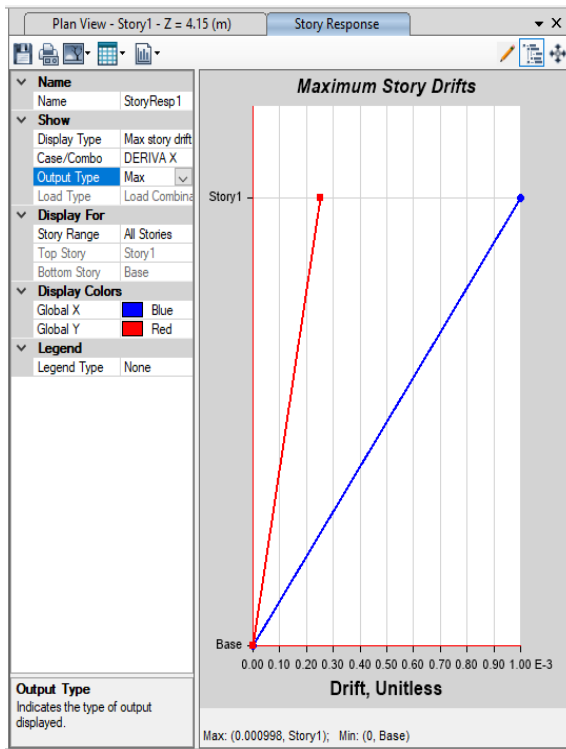 Plan View - Story1 - Z = 4.15 (m)
Story Response
Name
Name StoryResp1
Show
Display Type Max story drift
Case/Combo DERIVA X
Output Type Max
Load Type Load Combina
Display For
Story Range All Stories
Top Story Story1
Bottom Story Base
Display Colors
Global X Blue
Global Y Red
Legend
Legend Type None
Output Type
Indicates the type of output
displayed.
Maximum Story Drifts
Story1
Base
0.00 0.10 0.20 0.30 0.40 0.50 0.60 0.70 0.80 0.90 1.00 E-3
Drift, Unitless
Max: (0.000998, Story1); Min: (0, Base)